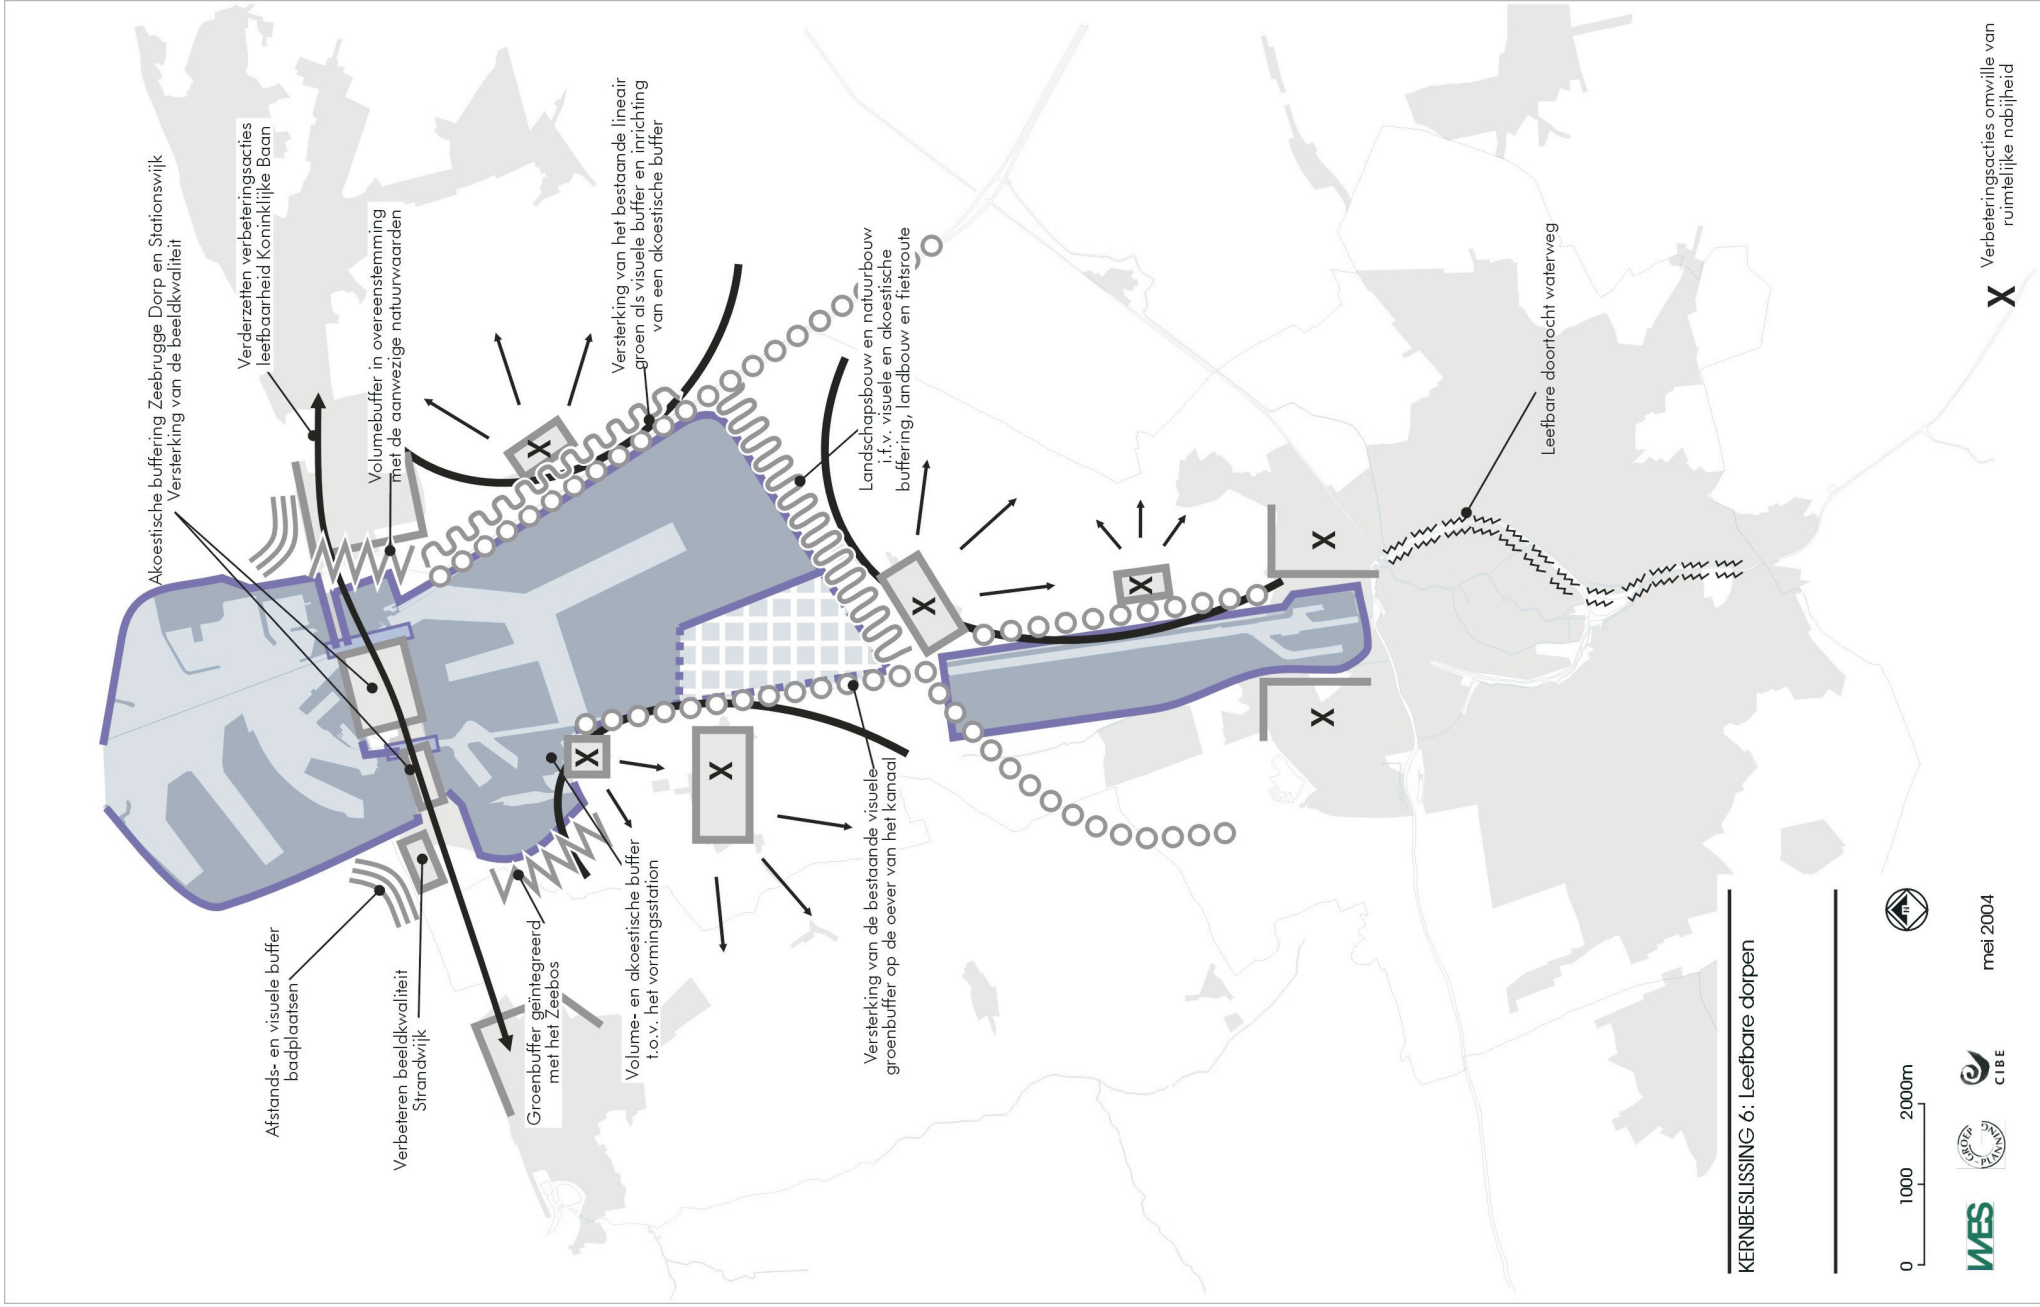 Akoestische buffering Zeebrugge Dorp en Stationswijk
Versterking van de beeldkwaliteit
Verderzetten verbeteringsacties
leefbaarheid Koninklijke Baan
Volumebuffer in overeenstemming
met de aanwezige natuurwaarden
Versterking van het bestaande lineair
groen als visuele buffer en inrichting
van een akoestische buffer
Landschapsbouw en natuurbouw
i.f.v. visuele en akoestische
buffering, landbouw en fietsroute
Leefbare doortocht waterweg
X
Verbeteringsacties omwille van
ruimtelijke nabijheid
X
X
X
X
X
X
X
Afstands- en visuele buffer
badplaatsen
Verbeteren beeldkwaliteit
Strandwijk
Groenbuffer geïntegreerd
met het Zeebos
Volume- en akoestische buffer
t.o.v. het vormingsstation
Versterking van de bestaande visuele
groenbuffer op de oever van het kanaal
KERNBESLISSING 6: Leefbare dorpen
0 1000 2000m
N
mei 2004
WES
GROEP PLANNING
CIBE